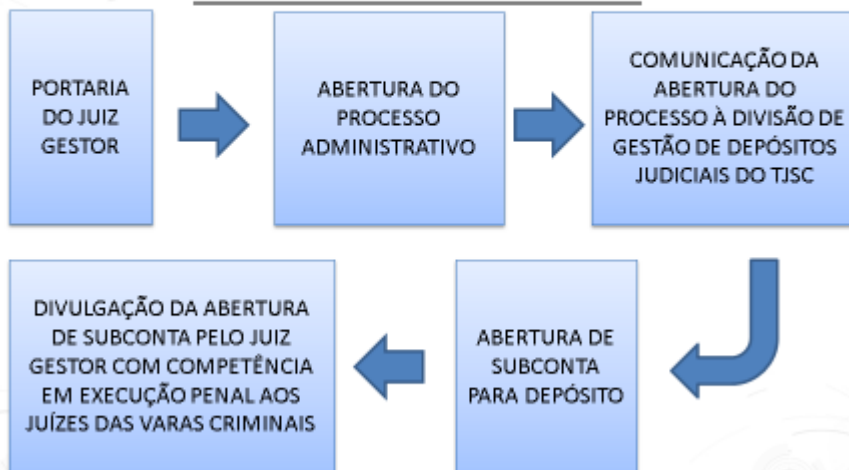 PORTARIA
DO JUIZ
GESTOR
ABERTURA DO
PROCESSO
ADMINISTRATIVO
COMUNICAÇÃO DA
ABERTURA DO
PROCESSO À DIVISÃO DE
GESTÃO DE DEPÓSITOS
JUDICIAIS DO TJSC
ABERTURA DE
SUBCONTA
PARA DEPÓSITO
DIVULGAÇÃO DA ABERTURA
DE SUBCONTA PELO JUIZ
GESTOR COM COMPETÊNCIA
EM EXECUÇÃO PENAL AOS
JUÍZES DAS VARAS CRIMINAIS